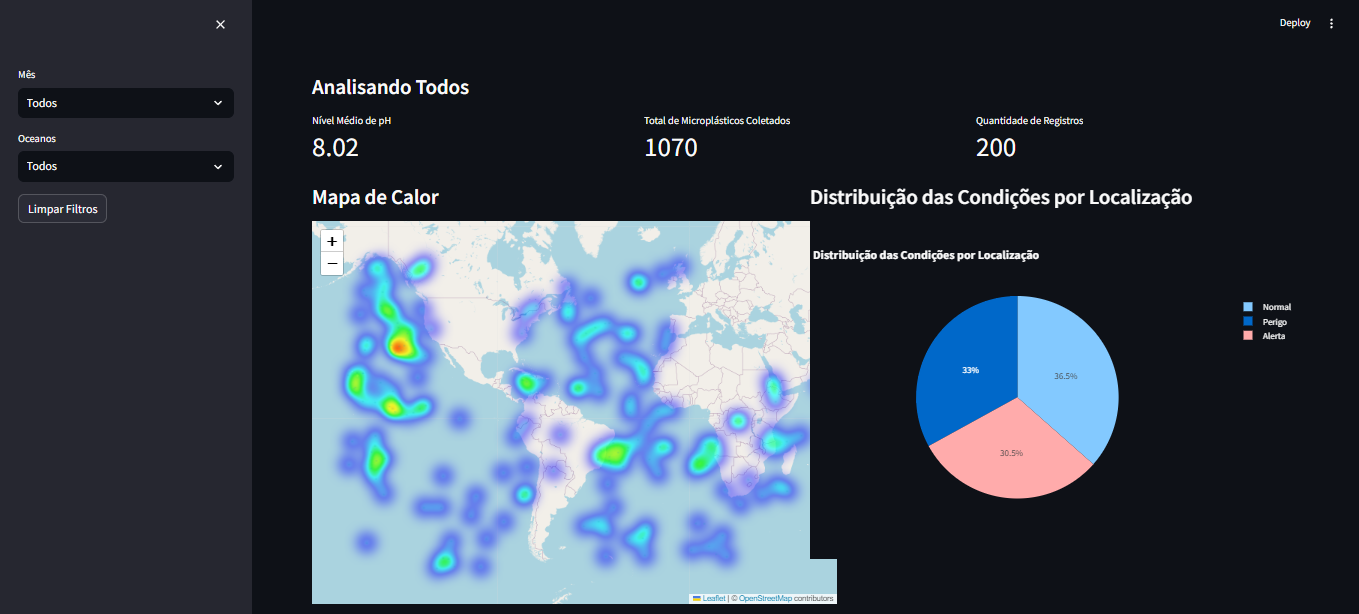 Deploy
Mês
Todos
Oceanos
Todos
Limpar Filtros
Analisando Todos
Nível Médio de pH
8.02
Total de Microplásticos Coletados
1070
Quantidade de Registros
200
Mapa de Calor
+
−
Leaflet | © OpenStreetMap contributors
Distribuição das Condições por Localização
Distribuição das Condições por Localização
33%
36.5%
30.5%
Normal
Perigo
Alerta